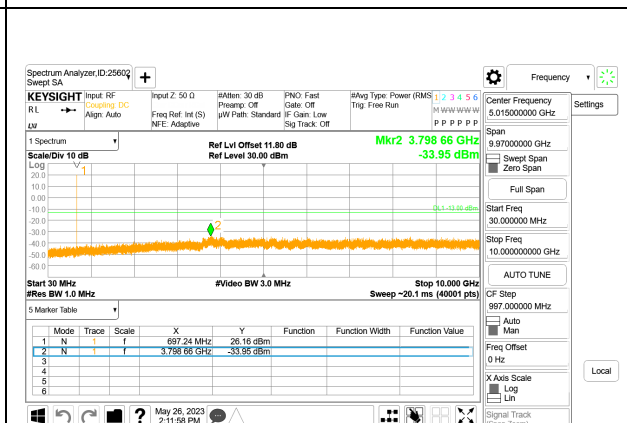 Spectrum Analyzer,ID:25602
Swept SA
KEYSIGHT
RL
LXI
Input: RF
Coupling: DC
Align: Auto
Input Z: 50 Ω
Freq Ref: Int (S)
NFE: Adaptive
#Atten: 30 dB
Preamp: Off
µW Path: Standard
PNO: Fast
Gate: Off
IF Gain: Low
Sig Track: Off
#Avg Type: Power (RMS
Trig: Free Run
1 2 3 4 5 6
M W W W W W
P P P P P P
1 Spectrum
Scale/Div 10 dB
Ref Lvl Offset 11.80 dB
Ref Level 30.00 dBm
Mkr2 3.798 66 GHz
-33.95 dBm
Log
1
20.0
10.0
0.00
-10.0
-20.0
-30.0
-40.0
-50.0
-60.0
2
Start 30 MHz
#Res BW 1.0 MHz
#Video BW 3.0 MHz
Stop 10.000 GHz
Sweep ~20.1 ms (40001 pts)
5 Marker Table
Mode Trace Scale X Y Function Function Width Function Value
1 N 1 f 697.24 MHz 26.16 dBm
2 N 1 f 3.798 66 GHz -33.95 dBm
3
4
5
6
?
May 26, 2023
2:11:58 PM
Frequency
Settings
Center Frequency
5.015000000 GHz
Span
9.97000000 GHz
Swept Span
Zero Span
Full Span
Start Freq
30.000000 MHz
Stop Freq
10.000000000 GHz
AUTO TUNE
CF Step
997.000000 MHz
Auto
Man
Freq Offset
0 Hz
X Axis Scale
Log
Lin
Signal Track
Local